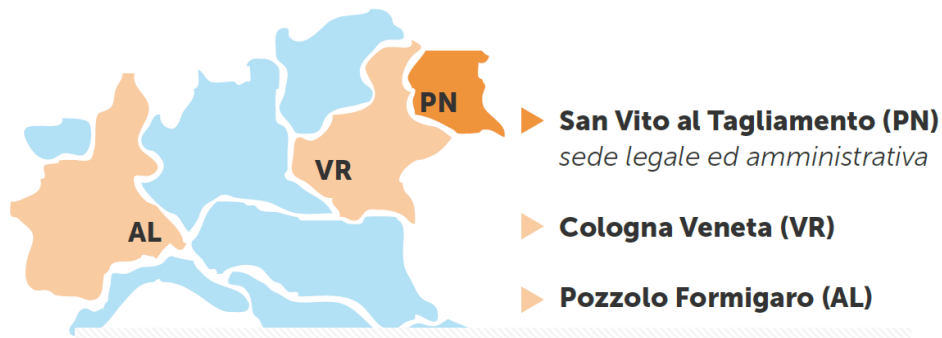 PN
VR
AL
San Vito al Tagliamento (PN)
sede legale ed amministrativa
Cologna Veneta (VR)
Pozzolo Formigaro (AL)